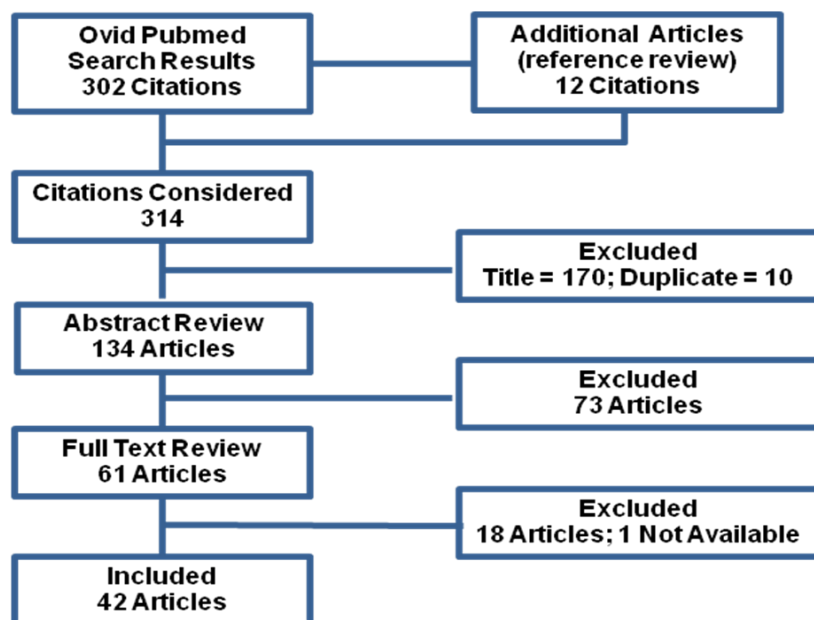 Ovid Pubmed
Search Results
302 Citations
Additional Articles
(reference review)
12 Citations
Citations Considered
314
Excluded
Title = 170; Duplicate = 10
Abstract Review
134 Articles
Excluded
73 Articles
Full Text Review
61 Articles
Excluded
18 Articles; 1 Not Available
Included
42 Articles